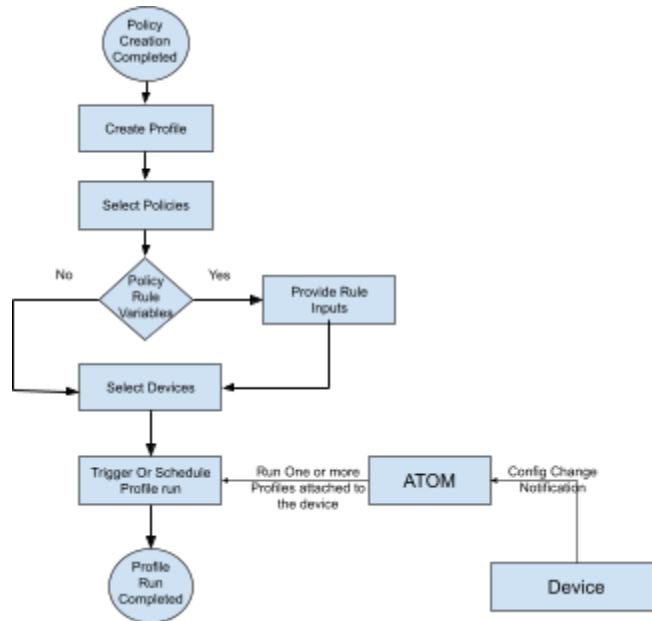 Policy
Creation
Completed
Create Profile
Select Policies
No
Yes
Policy
Rule
Variables
Provide Rule
Inputs
Select Devices
Trigger Or Schedule
Profile run
Run One or more
Profiles attached to
the device
ATOM
Config Change
Notification
Profile
Run
Completed
Device